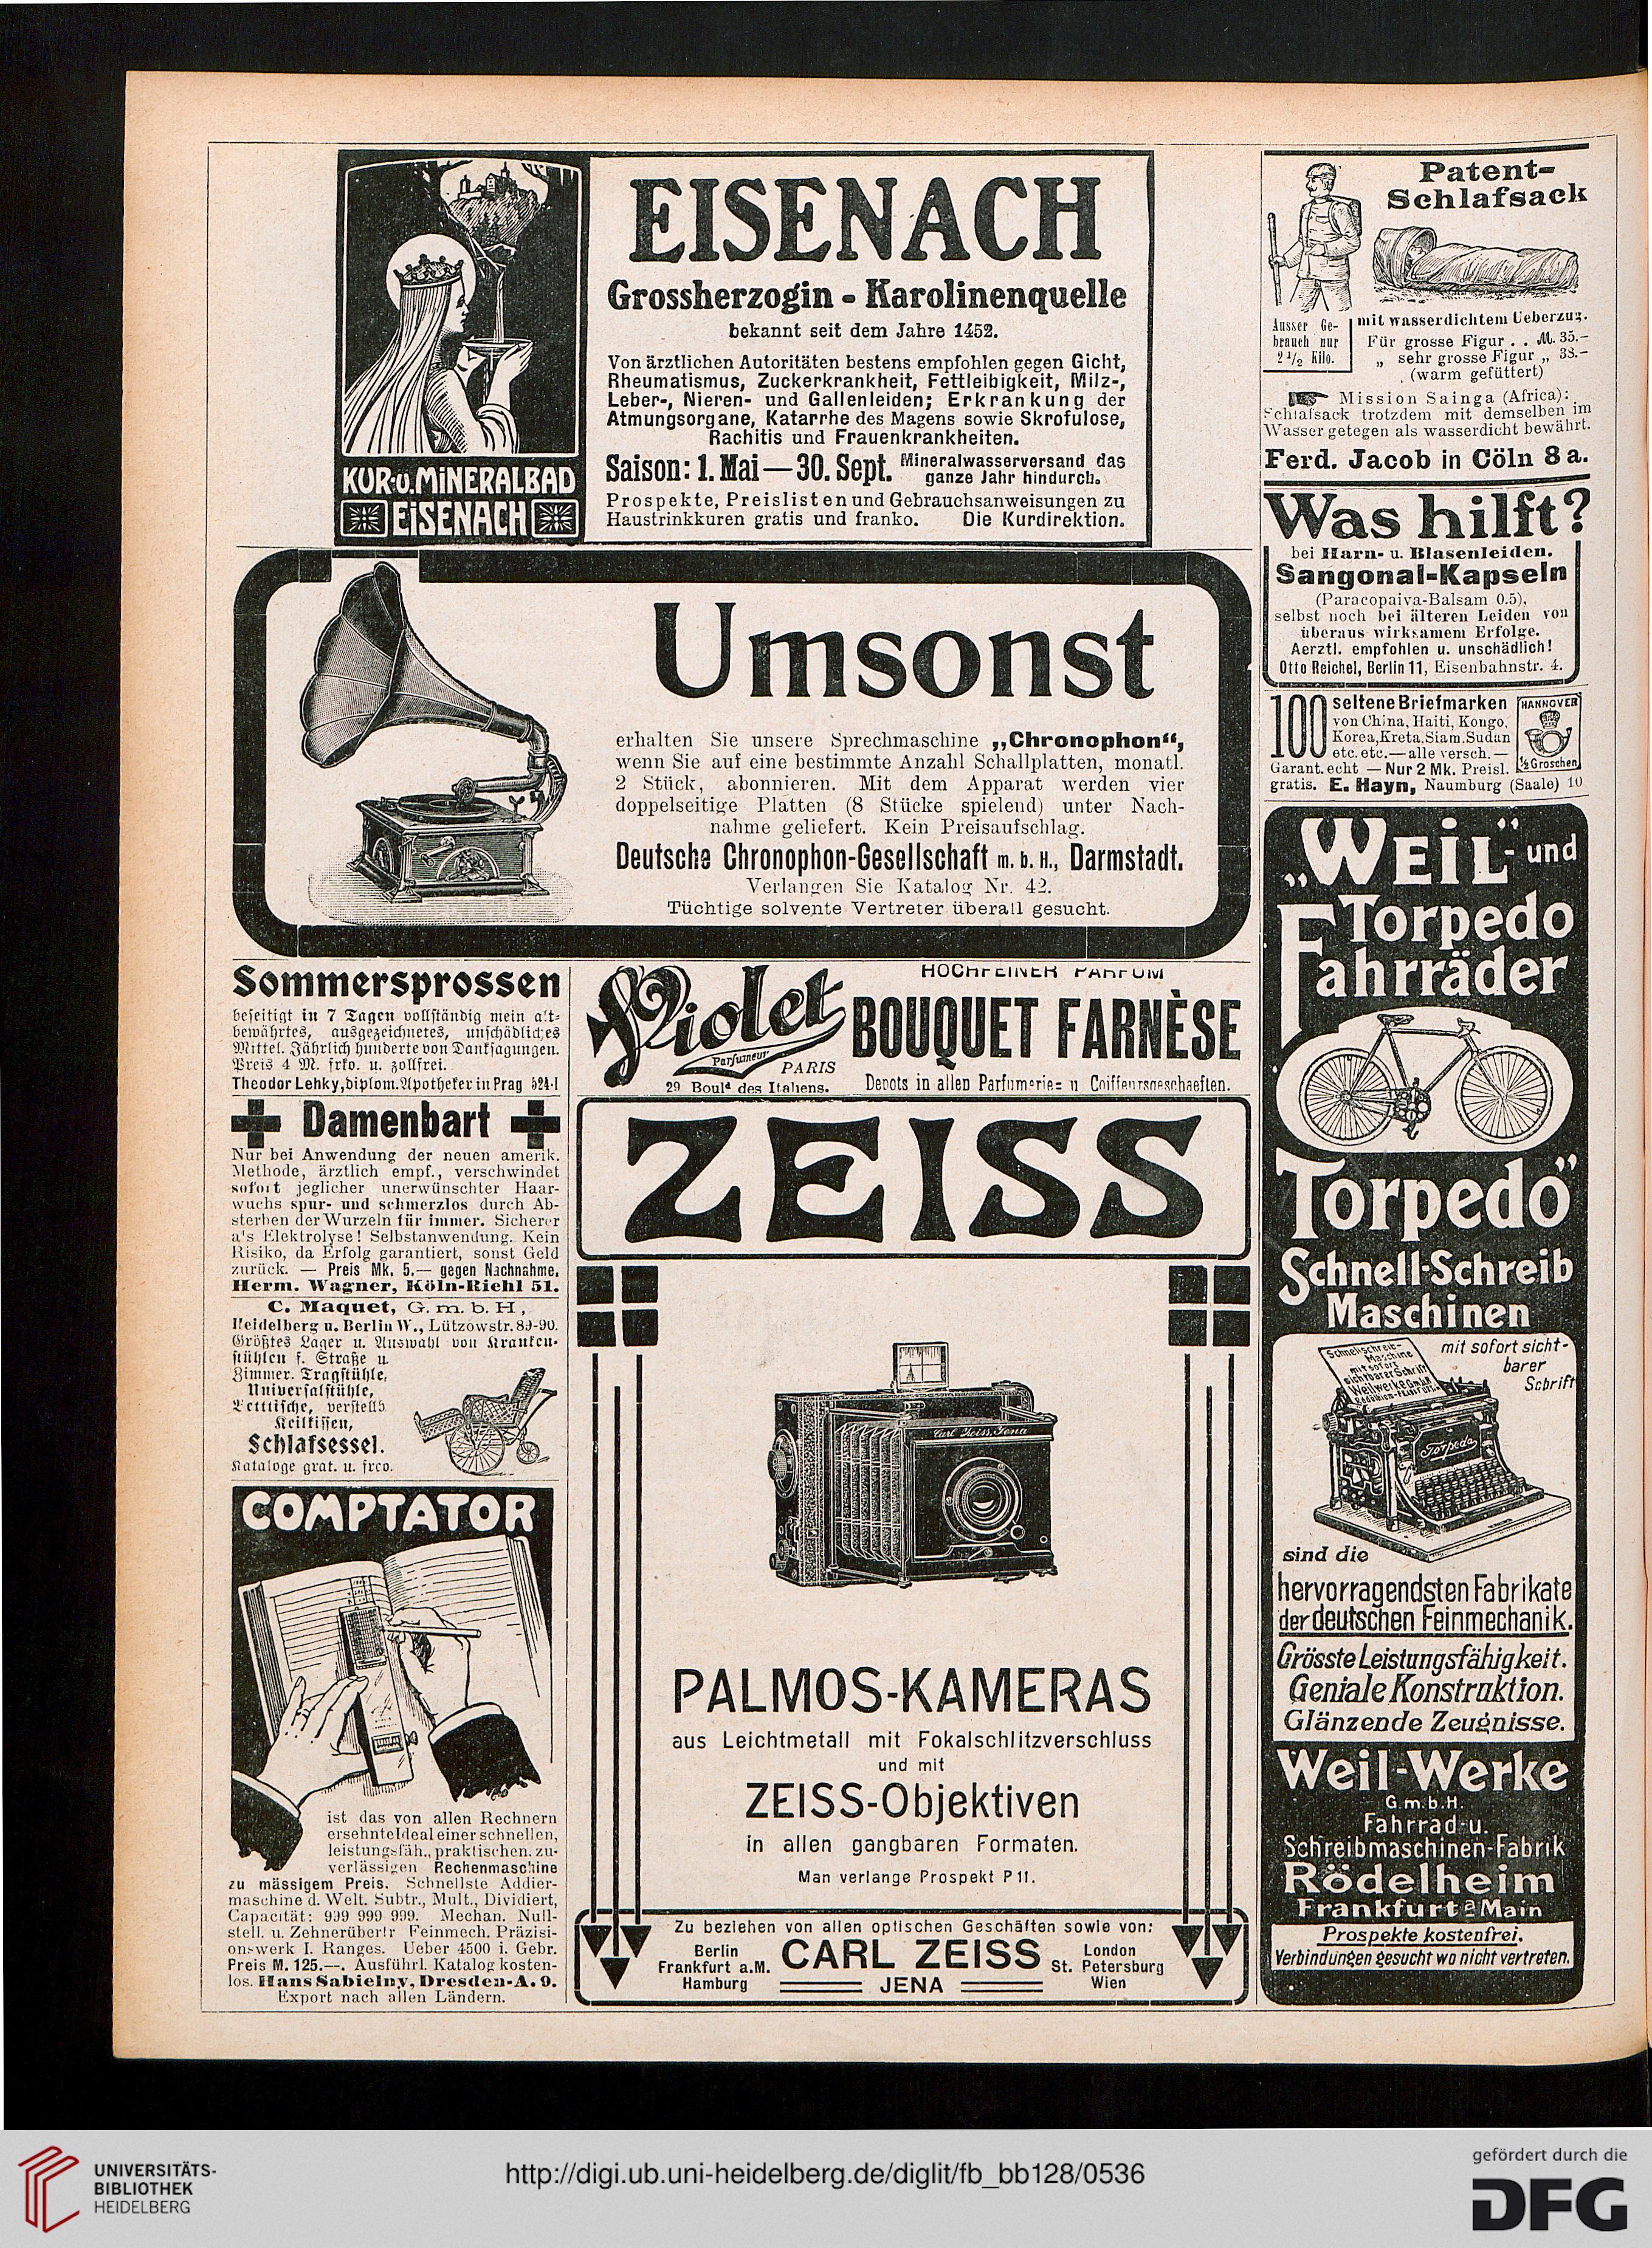 KUR-U.MINERALBAD
EISENACH
EISENACH
Grossherzogin - Karolinenquelle
bekannt seit dem Jahre 1452.
Von ärztlichen Autoritäten bestens empfohlen gegen Gicht,
Rheumatismus, Zuckerkrankheit, Fettleibigkeit, Milz-,
Leber-, Nieren- und Gallenleiden; Erkrankung der
Atmungsorgane, Katarrhe des Magens sowie Skrofulose,
Rachitis und Frauenkrankheiten.
Saison: 1. Mai — 30. Sept. Mineralwasserversand das
ganze Jahr hindurch.
Prospekte, Preislisten und Gebrauchsanweisungen zu
Haustrinkkuren gratis und franko. Die Kurdirektion.
Umsonst
erhalten Sie unsere Sprechmaschine „Chronophon“,
wenn Sie auf eine bestimmte Anzahl Schallplatten, monatl.
2 Stück, abonnieren. Mit dem Apparat werden vier
doppelseitige Platten (8 Stücke spielend) unter Nach-
nahme geliefert. Kein Preisaufschlag.
Deutsche Chronophon-Gesellschaft m. b. H., Darmstadt.
Verlangen Sie Katalog Nr. 42.
Tüchtige solvente Vertreter überall gesucht.
Sommersprossen
beseitigt in 7 Tagen vollständig mein alt-
bewährtes, ausgezeichnetes, unschädliches
Mittel. Jährlich hunderte von Danksagungen.
Preis 4 M. frko. u. zollfrei.
Theodor Lehky, diplom. Apotheker in Prag 524-I
Damenbart
Nur bei Anwendung der neuen amerik.
Methode, ärztlich empf., verschwindet
sofort jeglicher unerwünschter Haar-
wuchs spur- und schmerzlos durch Ab-
sterben der Wurzeln für immer. Sicherer
als Elektrolyse! Selbstanwendung. Kein
Risiko, da Erfolg garantiert, sonst Geld
zurück. — Preis Mk. 5.— gegen Nachnahme.
Herm. Wagner, Köln-Riehl 51.
C. Maquet, G. m. b. H,
Heidelberg u. Berlin W., Lützowstr. 89-90.
Größtes Lager u. Auswahl von Kranken-
stühlen f. Straße u.
Zimmer. Tragstühle,
Universalstühle,
Betttische, verstellb.
Keilkissen,
Schlafsessel.
Kataloge grat. u. frco.
COMPTATOR
ist das von allen Rechnern
ersehnte Ideal einer schnellen,
leistungsfäh., praktischen, zu-
verlässigen Rechenmaschine
zu mässigem Preis. Schnellste Addier-
maschine d. Welt. Subtr., Mult., Dividiert,
Capacität: 999 999 999. Mechan. Null-
stell. u. Zehnerübertr Feinmech. Präzisi-
onswerk I. Ranges. Ueber 4500 i. Gebr.
Preis M. 125.—. Ausführl. Katalog kosten-
los. Hans Sabielny, Dresden-A. 9.
Export nach allen Ländern.
Violet
Parfumeur
PARIS
29 Boulᵈ des Italiens.
HOCHFEINER PARFUM
BOUQUET FARNÈSE
Depots in allen Parfümerie- u Coiffeursgeschaeften.
ZEISS
Carl Zeiss, Jena
PALMOS-KAMERAS
aus Leichtmetall mit Fokalschlitzverschluss
und mit
ZEISS-Objektiven
in allen gangbaren Formaten.
Man verlange Prospekt P 11.
Zu beziehen von allen optischen Geschäften sowie von:
Berlin
Frankfurt a.M.
Hamburg
CARL ZEISS
JENA
London
St. Petersburg
Wien
Patent-
Schlafsack
Ausser Ge-
brauch nur
2 1/2 Kilo.
mit wasserdichtem Ueberzug.
Für grosse Figur . . M. 35.-
„ sehr grosse Figur „ 38.-
(warm gefüttert)
Mission Sainga (Africa):
Schlafsack trotzdem mit demselben im
Wasser gelegen als wasserdicht bewährt.
Ferd. Jacob in Cöln 8 a.
Was hilft?
bei Harn- u. Blasenleiden.
Sangonal-Kapseln
(Paracopaiva-Balsam 0.5),
selbst noch bei älteren Leiden von
überaus wirksamem Erfolge.
Aerztl. empfohlen u. unschädlich!
Otto Reichel, Berlin 11, Eisenbahnstr. 4.
100 seltene Briefmarken
von China, Haiti, Kongo,
Korea, Kreta, Siam, Sudan
etc. etc. — alle versch. —
Garant. echt — Nur 2 Mk. Preisl.
gratis. E. Hayn, Naumburg (Saale) 10
HANNOVER
½ Groschen
„WEIL“- und
Torpedo
Fahrräder
Torpedo“
Schnell-Schreib
Maschinen
mit sofort sicht-
barer
Schrift
Schnellschreib-
Maschine
mit sofort
sichtbarer Schrift
Weilwerke G.m.b.H.
Torpedo
sind die
hervorragendsten Fabrikate
der deutschen Feinmechanik.
Grösste Leistungsfähigkeit.
Geniale Konstruktion.
Glänzende Zeugnisse.
Weil-Werke
G.m.b.H.
Fahrrad-u.
Schreibmaschinen-Fabrik
Rödelheim
Frankfurt a Main
Prospekte kostenfrei.
Verbindungen gesucht wo nicht vertreten.
UNIVERSITÄTS-
BIBLIOTHEK
HEIDELBERG
http://digi.ub.uni-heidelberg.de/diglit/fb_bb128/0536
gefördert durch die
DFG